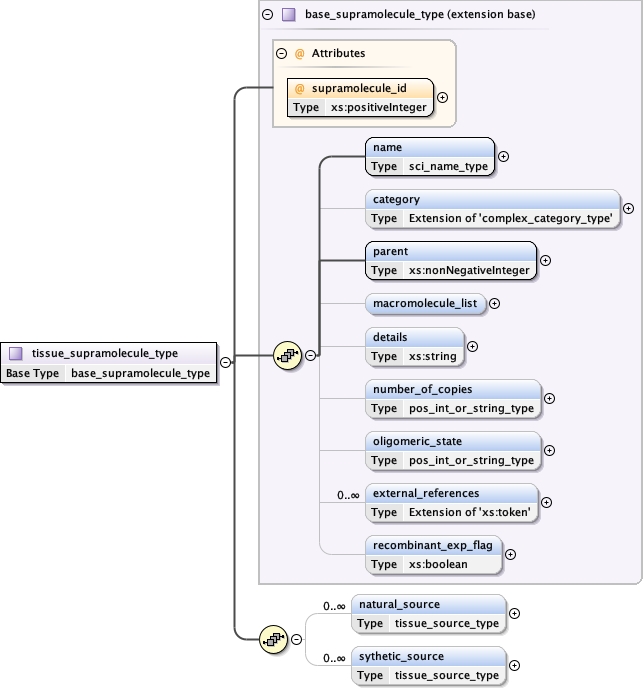 base_supramolecule_type (extension base)
@ Attributes
@ supramolecule_id
Type xs:positiveInteger
name
Type sci_name_type
category
Type Extension of 'complex_category_type'
parent
Type xs:nonNegativeInteger
macromolecule_list
details
Type xs:string
tissue_supramolecule_type
Base Type base_supramolecule_type
number_of_copies
Type pos_int_or_string_type
oligomeric_state
Type pos_int_or_string_type
0..∞ external_references
Type Extension of 'xs:token'
recombinant_exp_flag
Type xs:boolean
0..∞ natural_source
Type tissue_source_type
0..∞ sythetic_source
Type tissue_source_type